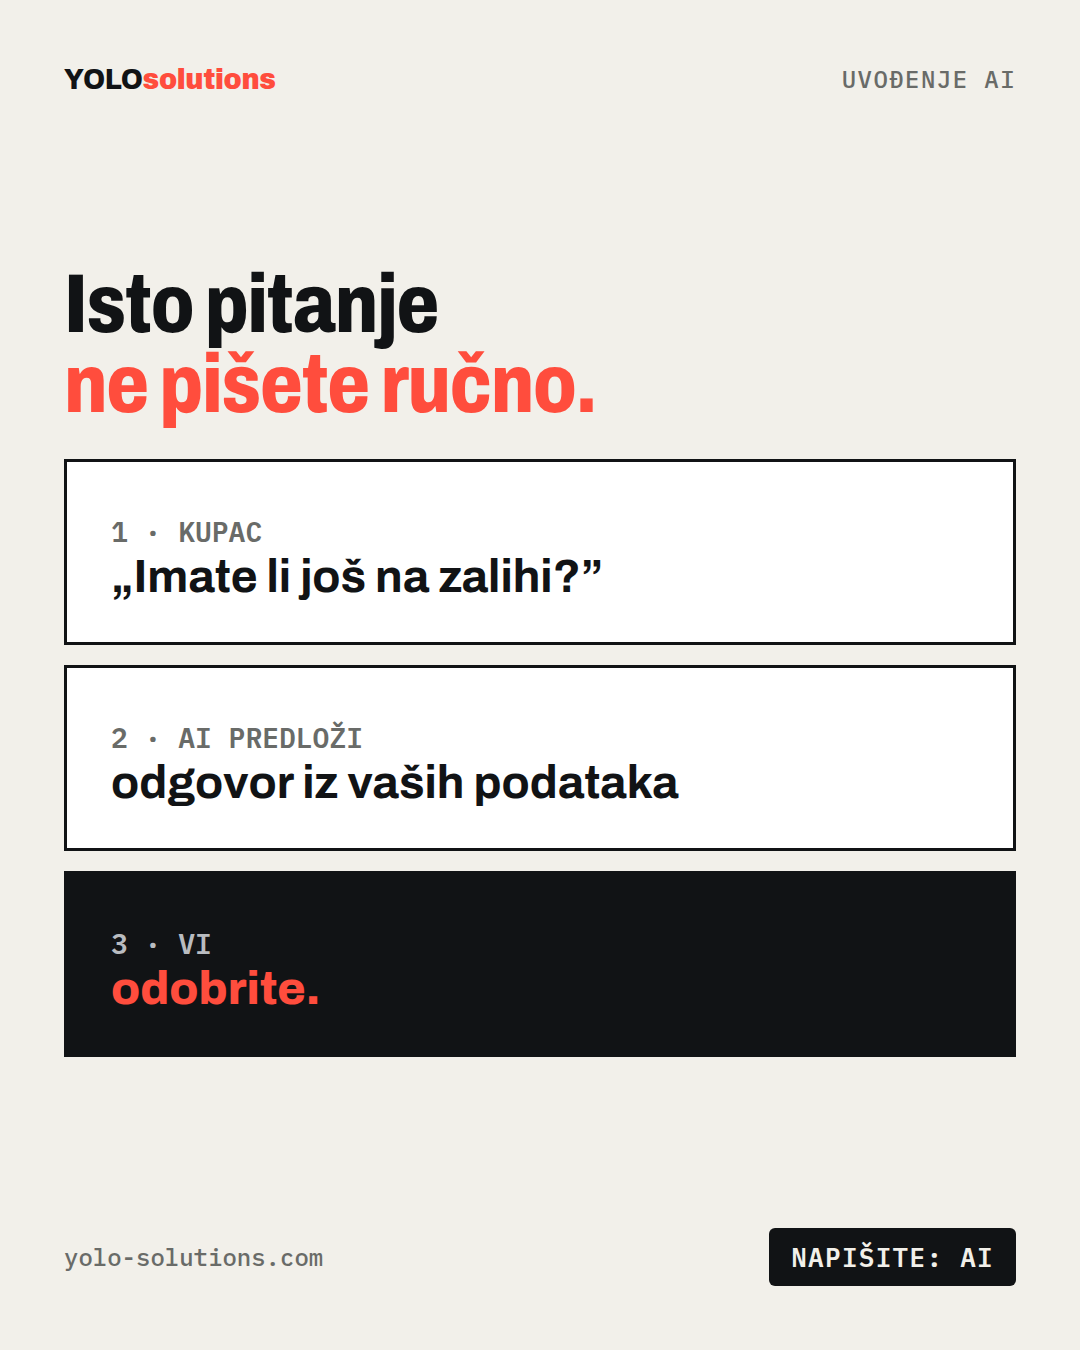 YOLOsolutions
UVOĐENJE AI
Isto pitanje
ne pišete ručno.
1 · KUPAC
„Imate li još na zalihi?”
2 · AI PREDLOŽI
odgovor iz vaših podataka
3 · VI
odobrite.
yolo-solutions.com
NAPIŠITE: AI